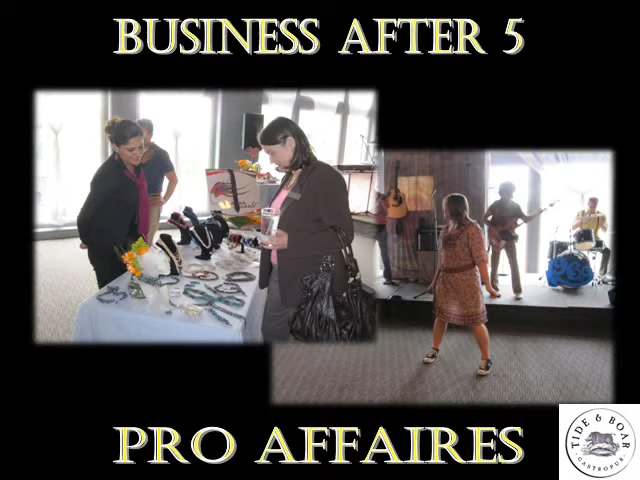 BUSINESS AFTER 5
PRO AFFAIRES
TIDE & BOAR
GASTROPUB